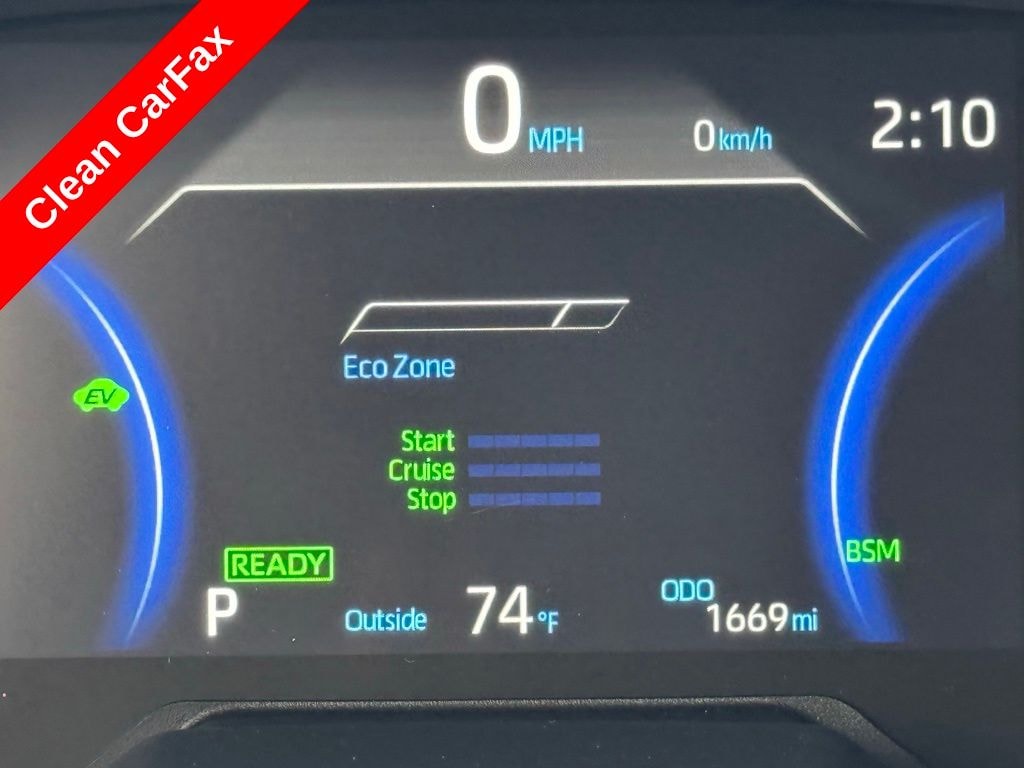 Clean CarFax
0 MPH 0 km/h 2:10
Eco Zone
EV
Start
Cruise
Stop
READY
BSM
P Outside 74 °F ODO 1669 mi